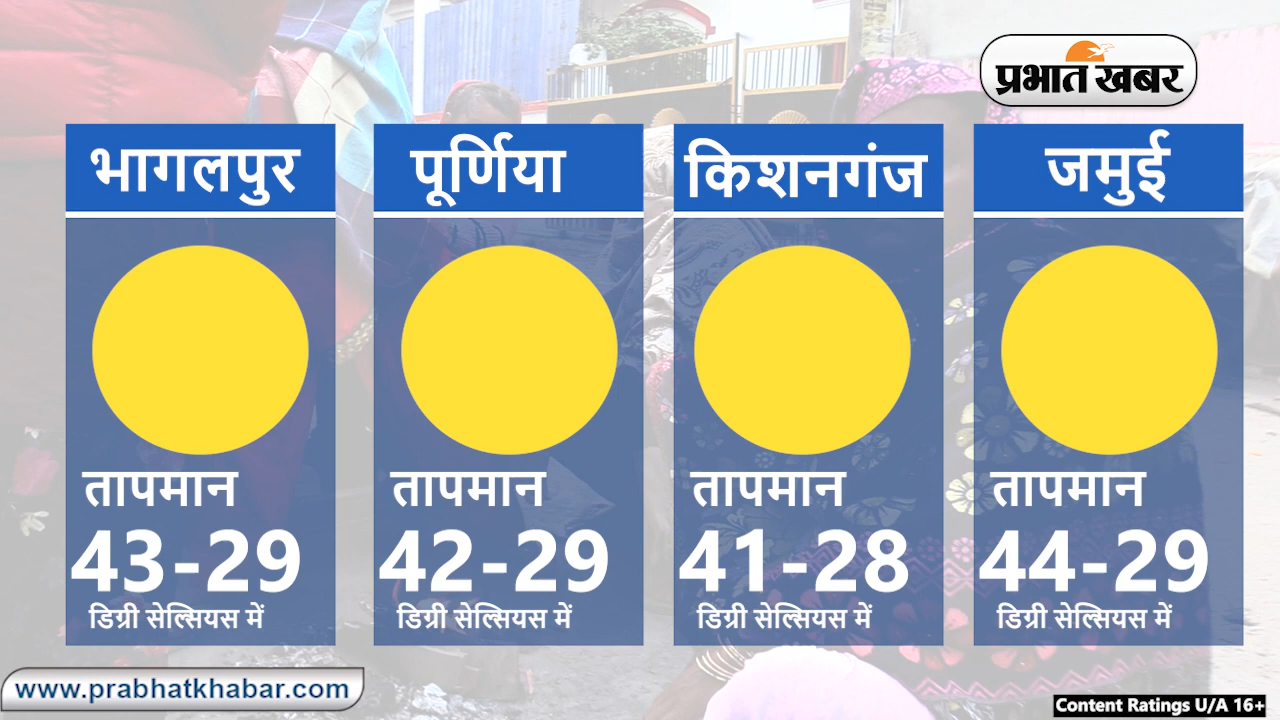 प्रभात खबर
भागलपुर
तापमान
43-29
डिग्री सेल्सियस में
पूर्णिया
तापमान
42-29
डिग्री सेल्सियस में
किशनगंज
तापमान
41-28
डिग्री सेल्सियस में
जमुई
तापमान
44-29
डिग्री सेल्सियस में
www.prabhatkhabar.com
Content Ratings U/A 16+